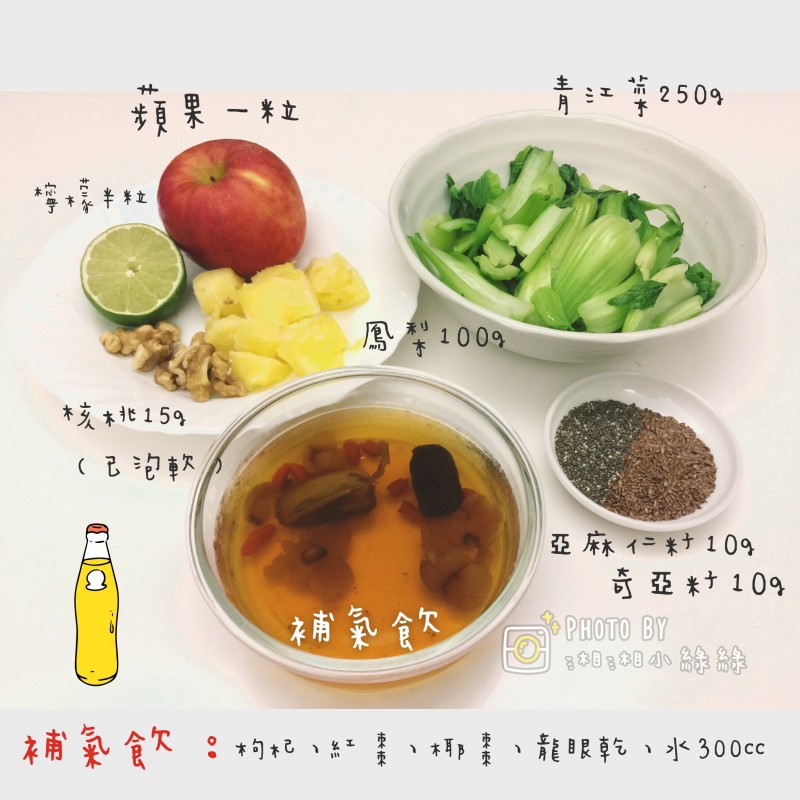 蘋果一粒
青江菜250g
檸檬半粒
鳳梨100g
核桃15g
(已泡軟)
亞麻仁籽10g
奇亞籽10g
補氣飲
PHOTO BY
湘湘小綠綠
補氣飲：枸杞、紅棗、椰棗、龍眼乾、水300cc